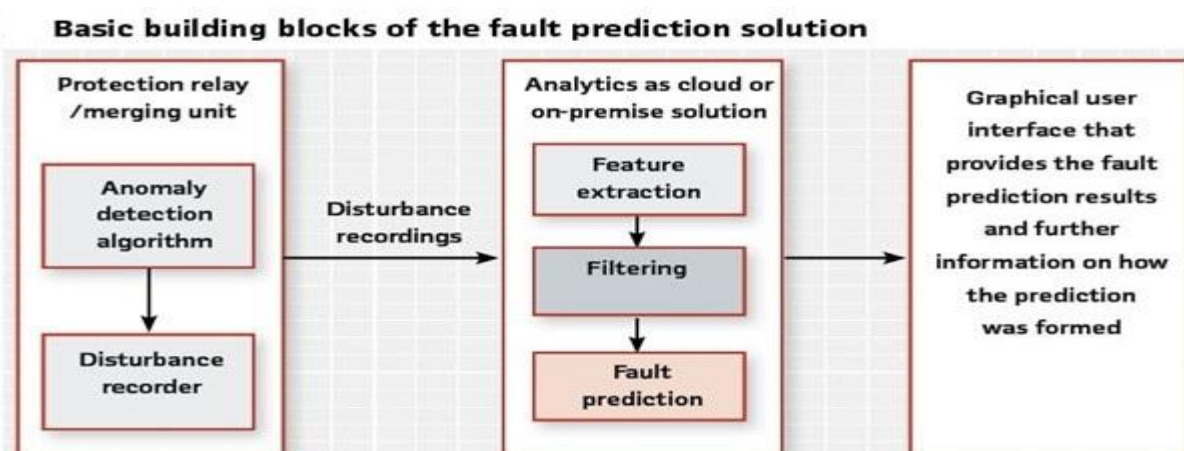 Basic building blocks of the fault prediction solution
Protection relay
/merging unit
Anomaly
detection
algorithm
Disturbance
recorder
Disturbance
recordings
Analytics as cloud or
on-premise solution
Feature
extraction
Filtering
Fault
prediction
Graphical user
interface that
provides the fault
prediction results
and further
information on how
the prediction
was formed